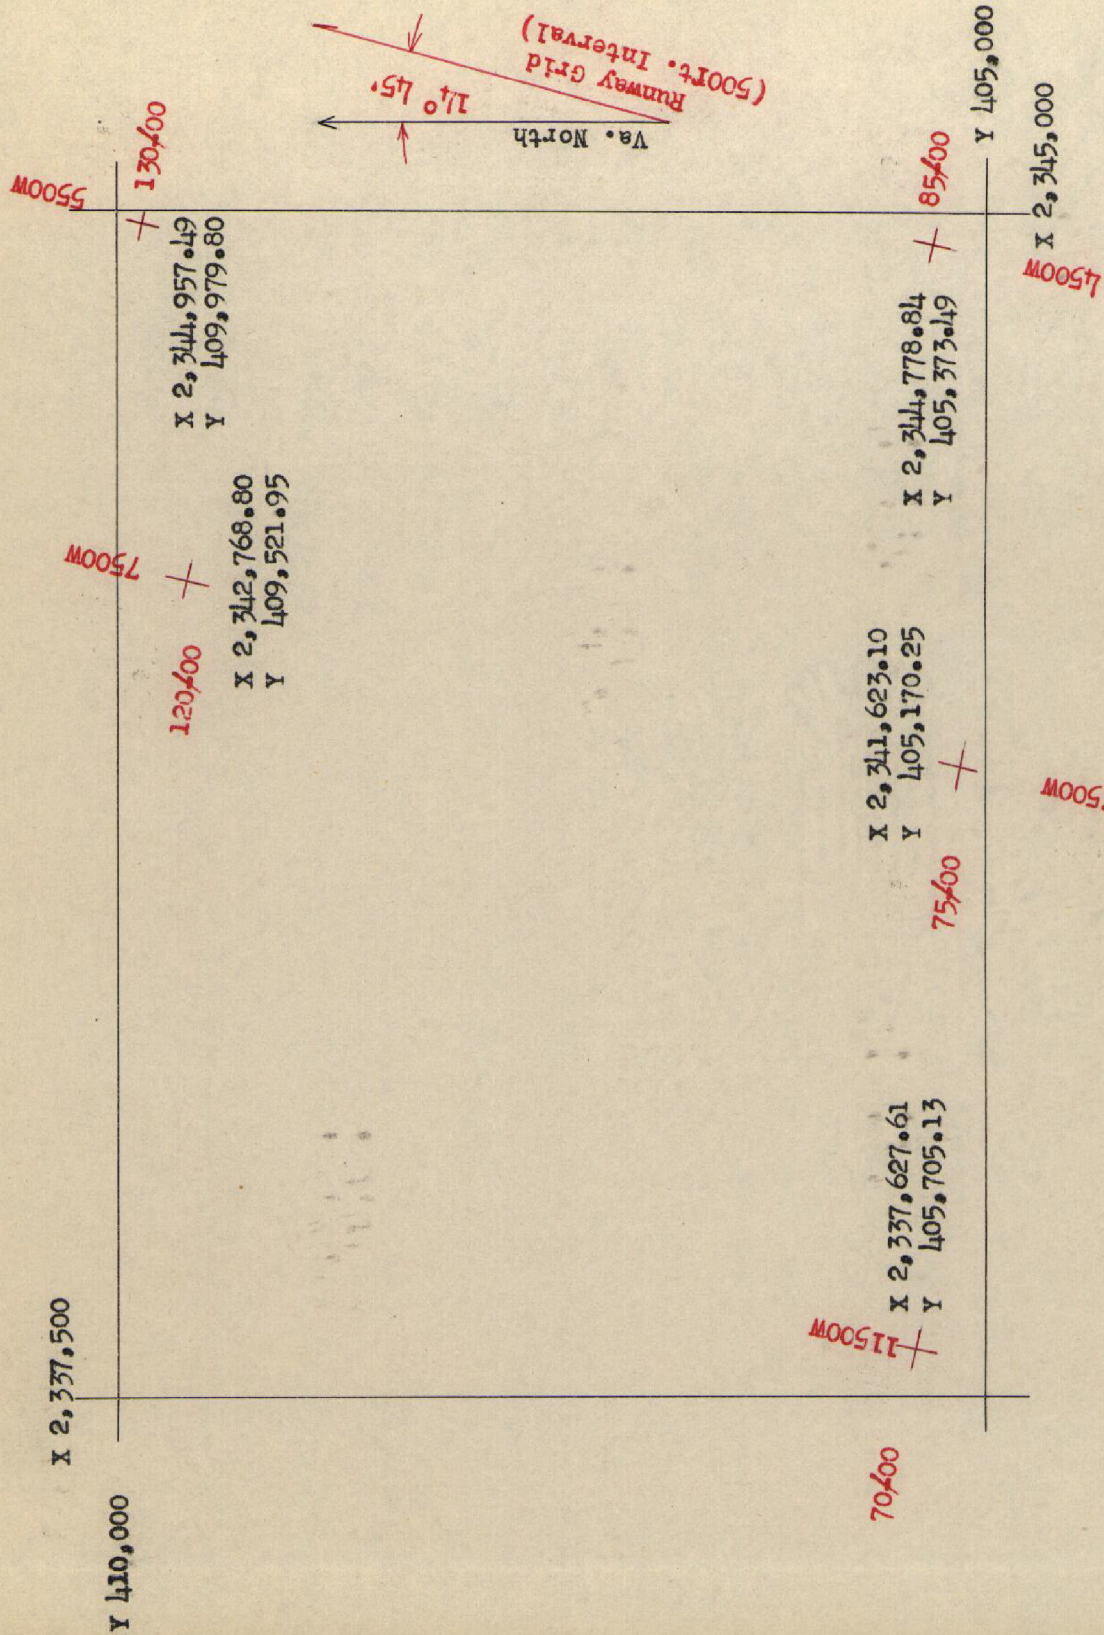 Y 410,000
X 2,337,500
5500W
7500W
130+00
X 2,344,957.49
Y 409,979.80
120+00
X 2,342,768.80
Y 409,521.95
14° 45'
Va. North
Runway Grid
(500ft. Interval)
11500W
70+00
X 2,337,627.61
Y 405,705.13
X 2,341,623.10
Y 405,170.25
75+00
X 2,344,778.84
Y 405,373.49
85+00
Y 405,000
X 2,345,000
4500W